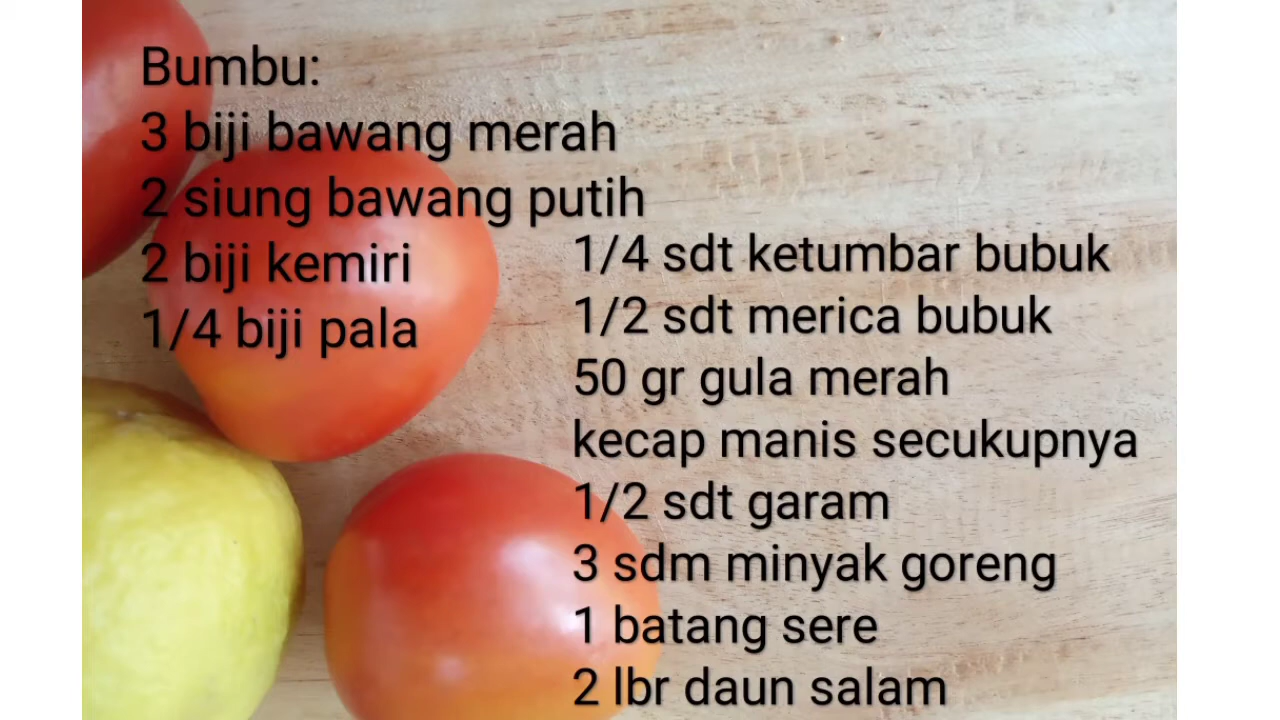 Bumbu:
3 biji bawang merah
2 siung bawang putih
2 biji kemiri
1/4 biji pala
1/4 sdt ketumbar bubuk
1/2 sdt merica bubuk
50 gr gula merah
kecap manis secukupnya
1/2 sdt garam
3 sdm minyak goreng
1 batang sere
2 lbr daun salam